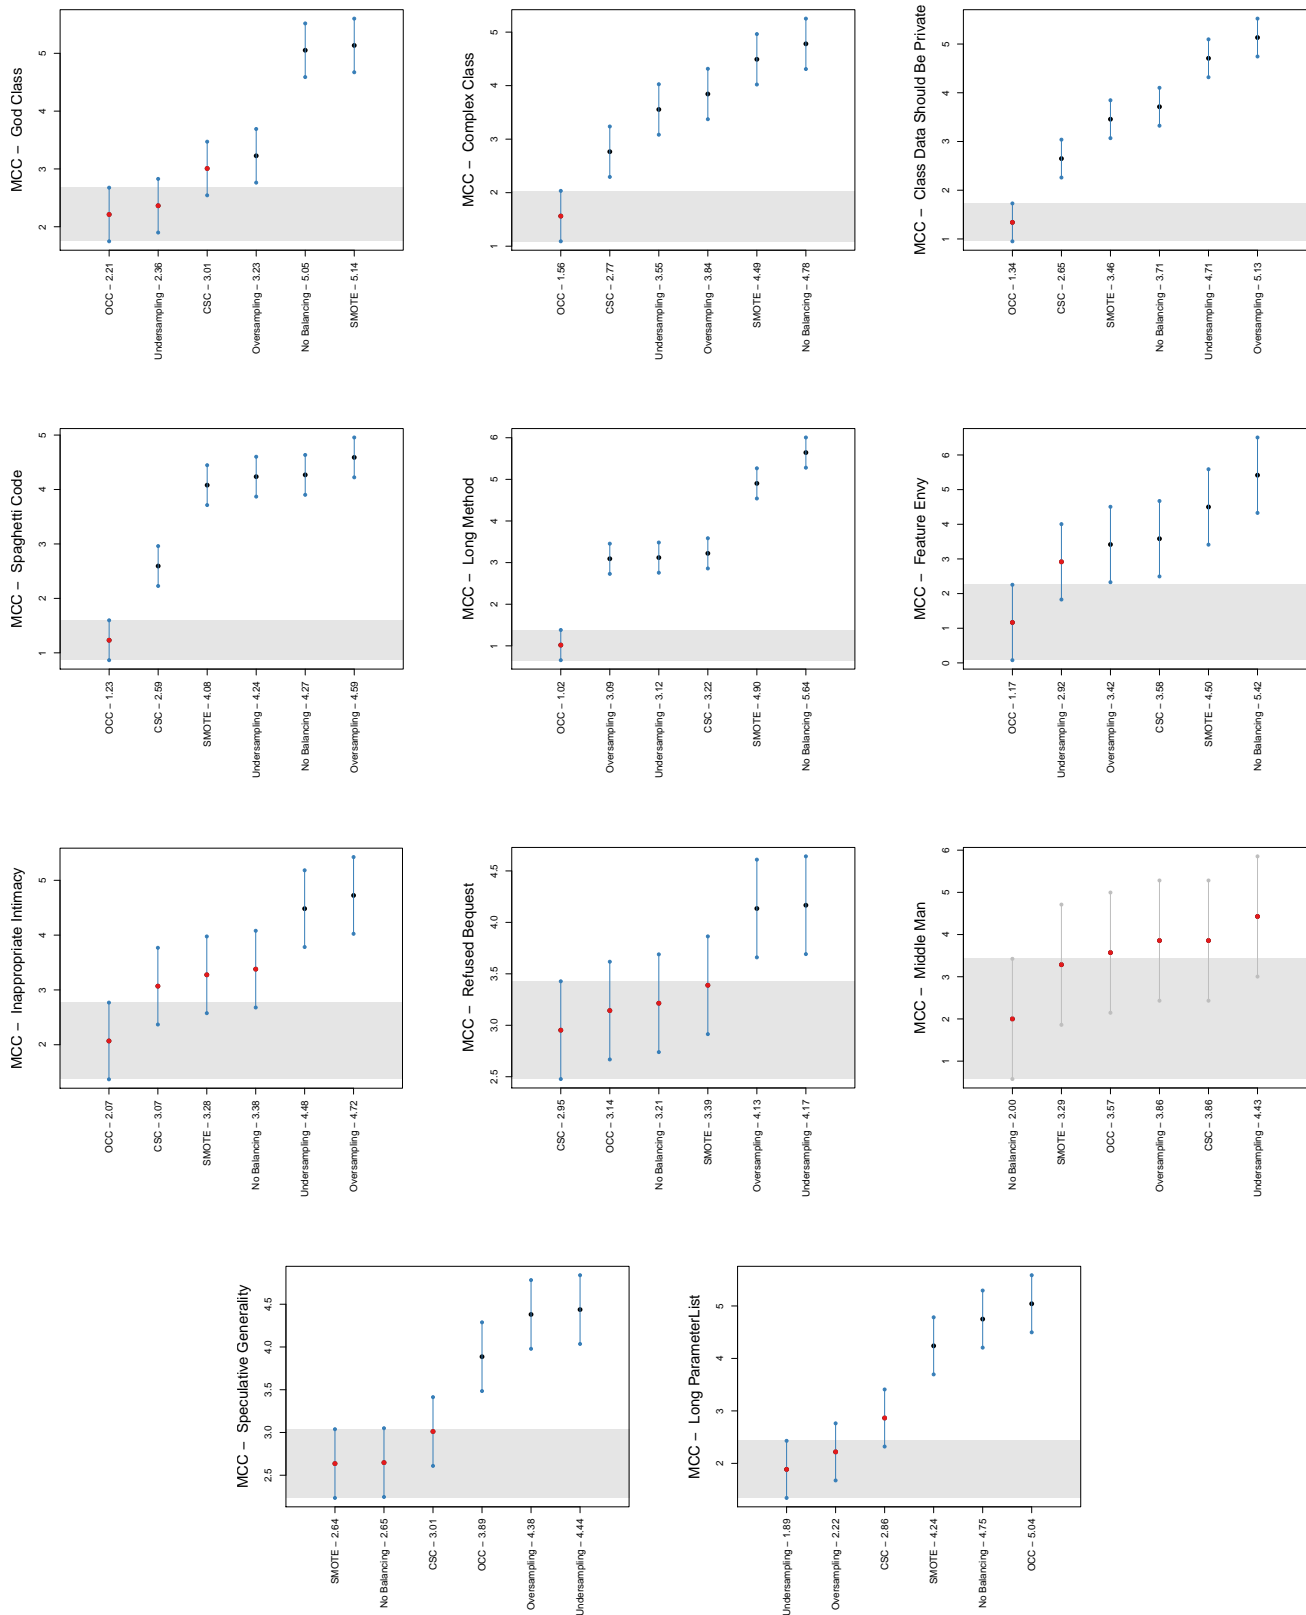 MCC − God Class
5
4
3
2
OCC − 2.21
Undersampling − 2.36
CSC − 3.01
Oversampling − 3.23
No Balancing − 5.05
SMOTE − 5.14
MCC − Complex Class
5
4
3
2
1
OCC − 1.56
CSC − 2.77
Undersampling − 3.55
Oversampling − 3.84
SMOTE − 4.49
No Balancing − 4.78
MCC − Class Data Should Be Private
5
4
3
2
1
OCC − 1.34
CSC − 2.65
SMOTE − 3.46
No Balancing − 3.71
Undersampling − 4.71
Oversampling − 5.13
MCC − Spaghetti Code
5
4
3
2
1
OCC − 1.23
CSC − 2.59
SMOTE − 4.08
Undersampling − 4.24
No Balancing − 4.27
Oversampling − 4.59
MCC − Long Method
6
5
4
3
2
1
OCC − 1.02
Oversampling − 3.09
Undersampling − 3.12
CSC − 3.22
SMOTE − 4.90
No Balancing − 5.64
MCC − Feature Envy
6
5
4
3
2
1
0
OCC − 1.17
Undersampling − 2.92
Oversampling − 3.42
CSC − 3.58
SMOTE − 4.50
No Balancing − 5.42
MCC − Inappropriate Intimacy
5
4
3
2
OCC − 2.07
CSC − 3.07
SMOTE − 3.28
No Balancing − 3.38
Undersampling − 4.48
Oversampling − 4.72
MCC − Refused Bequest
4.5
4.0
3.5
3.0
2.5
CSC − 2.95
OCC − 3.14
No Balancing − 3.21
SMOTE − 3.39
Oversampling − 4.13
Undersampling − 4.17
MCC − Middle Man
6
5
4
3
2
1
No Balancing − 2.00
SMOTE − 3.29
OCC − 3.57
Oversampling − 3.86
CSC − 3.86
Undersampling − 4.43
MCC − Speculative Generality
4.5
4.0
3.5
3.0
2.5
SMOTE − 2.64
No Balancing − 2.65
CSC − 3.01
OCC − 3.89
Oversampling − 4.38
Undersampling − 4.44
MCC − Long ParameterList
5
4
3
2
Undersampling − 1.89
Oversampling − 2.22
CSC − 2.86
SMOTE − 4.24
No Balancing − 4.75
OCC − 5.04